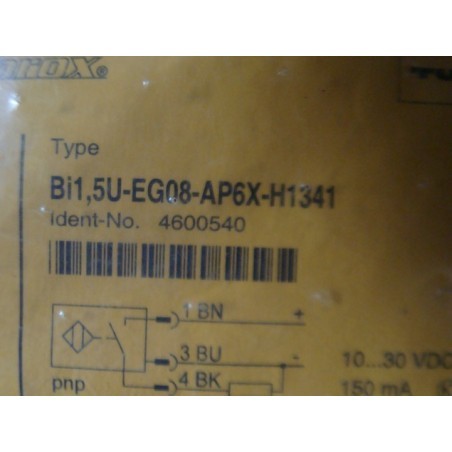 Type
Bi1,5U-EG08-AP6X-H1341
Ident-No. 4600540
1 BN +
3 BU -
10...30 VDC
4 BK
pnp
150 mA